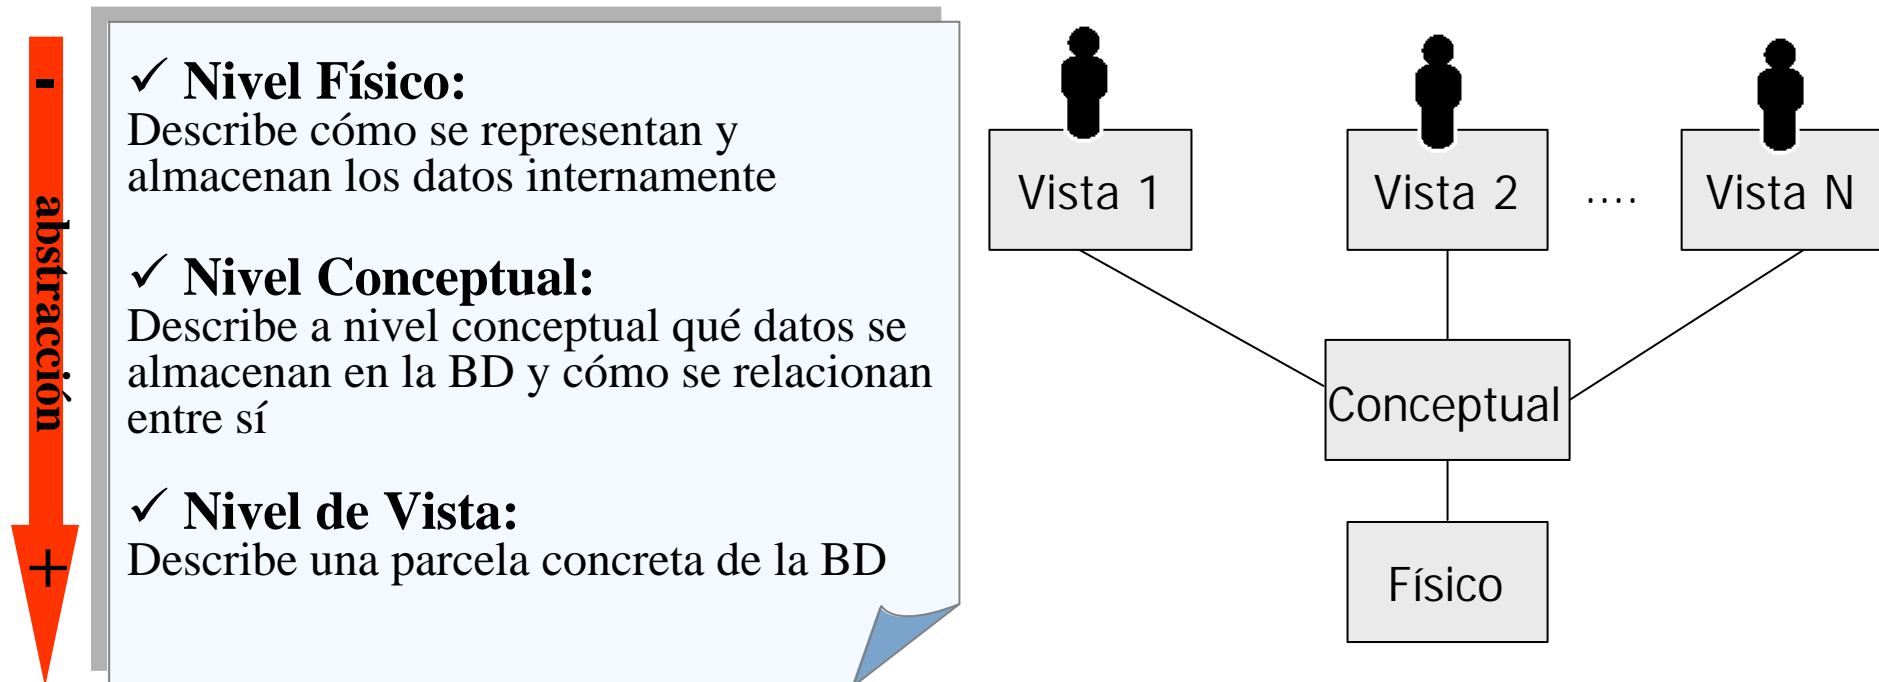 -
abstracción
+
✓ Nivel Físico:
Describe cómo se representan y
almacenan los datos internamente
✓ Nivel Conceptual:
Describe a nivel conceptual qué datos se
almacenan en la BD y cómo se relacionan
entre sí
✓ Nivel de Vista:
Describe una parcela concreta de la BD
Vista 1
Vista 2
....
Vista N
Conceptual
Físico